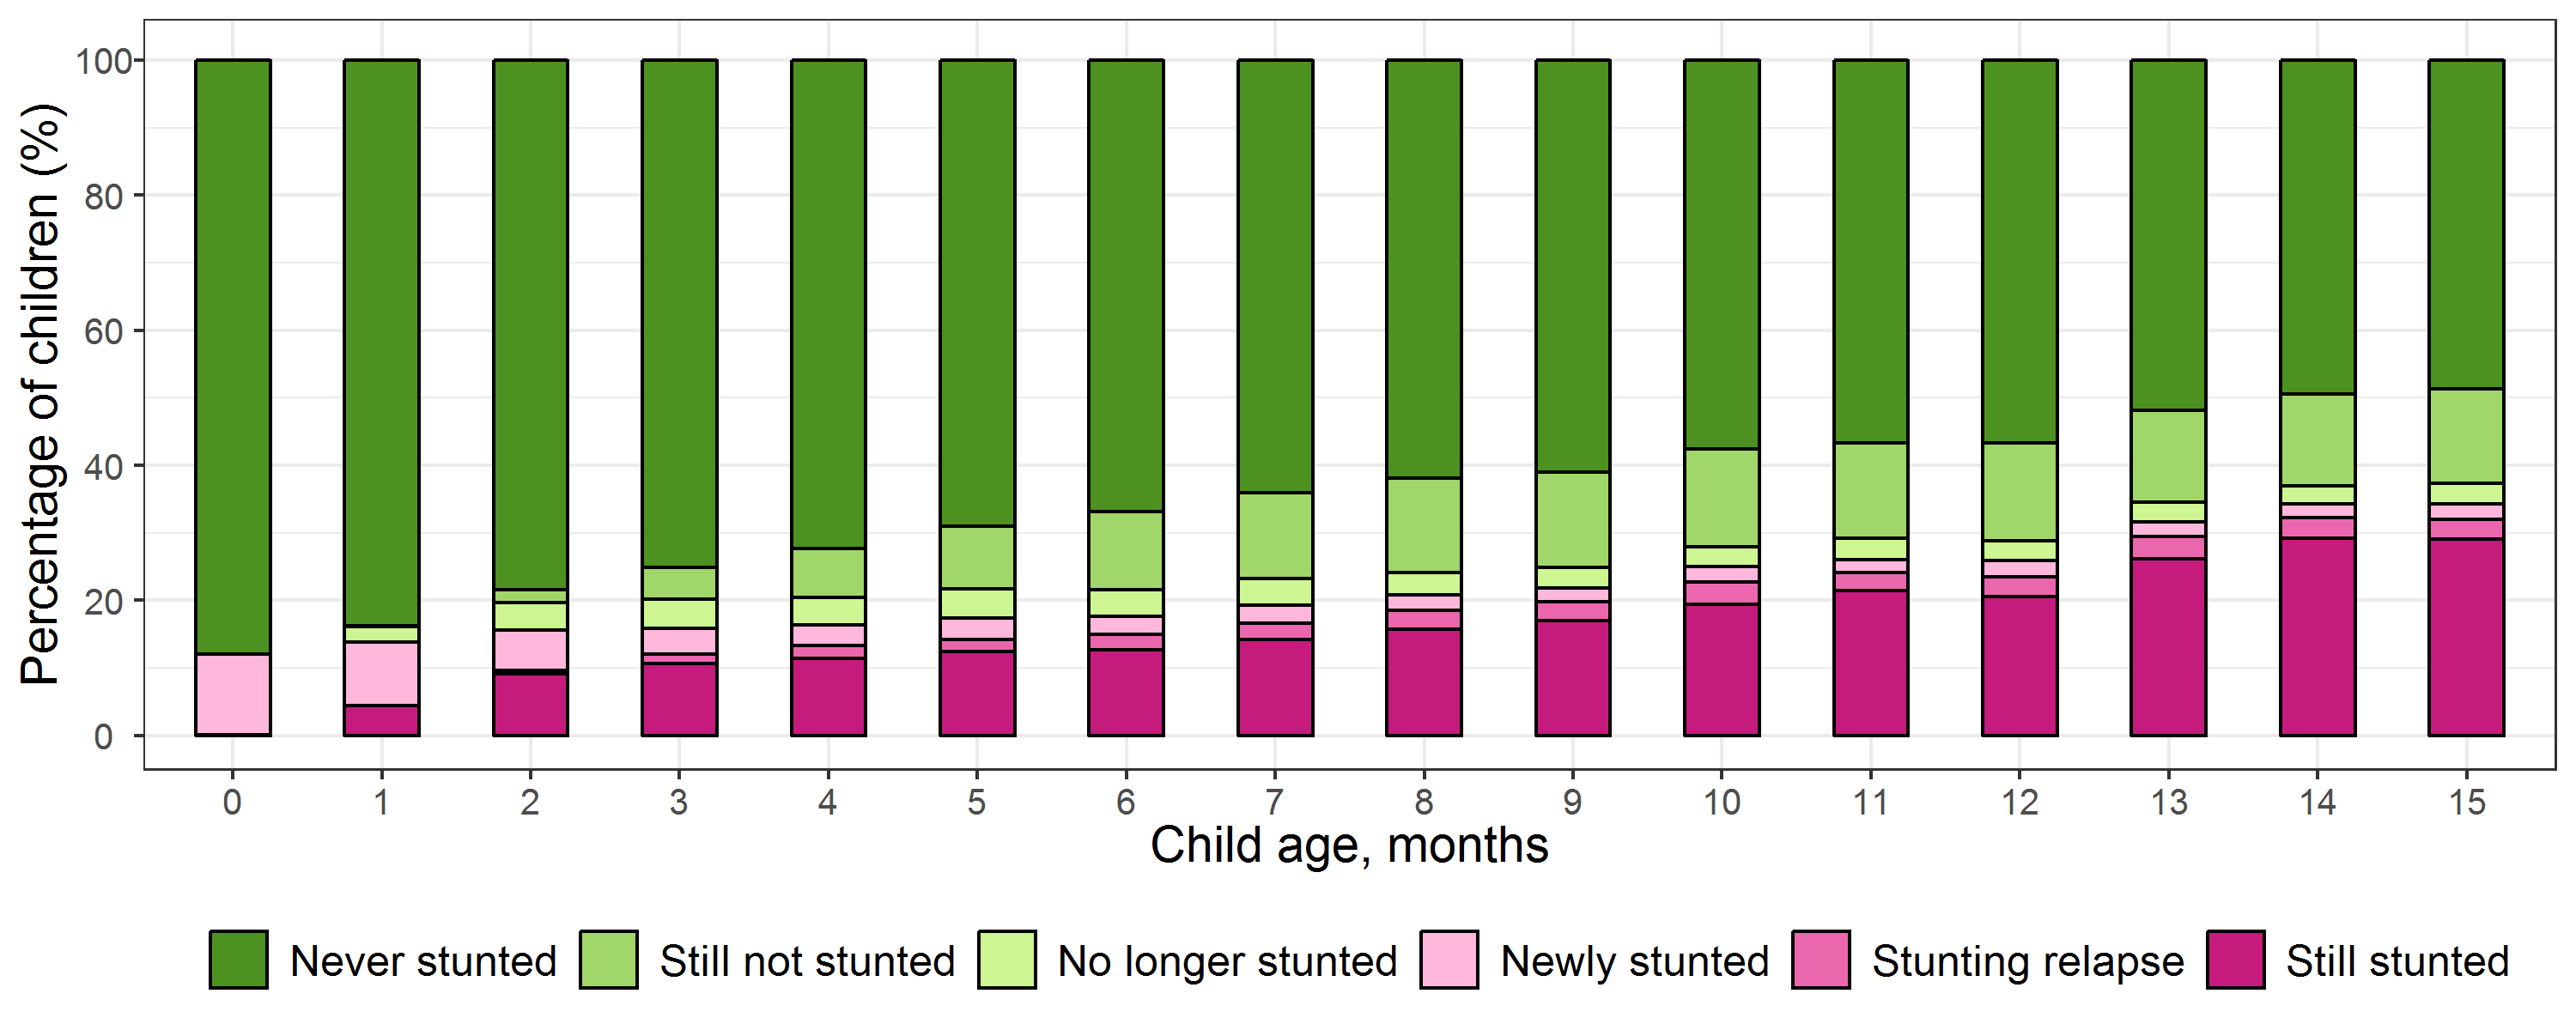 Percentage of children (%)
100
80
60
40
20
0
0 1 2 3 4 5 6 7 8 9 10 11 12 13 14 15
Child age, months
Never stunted Still not stunted No longer stunted Newly stunted Stunting relapse Still stunted